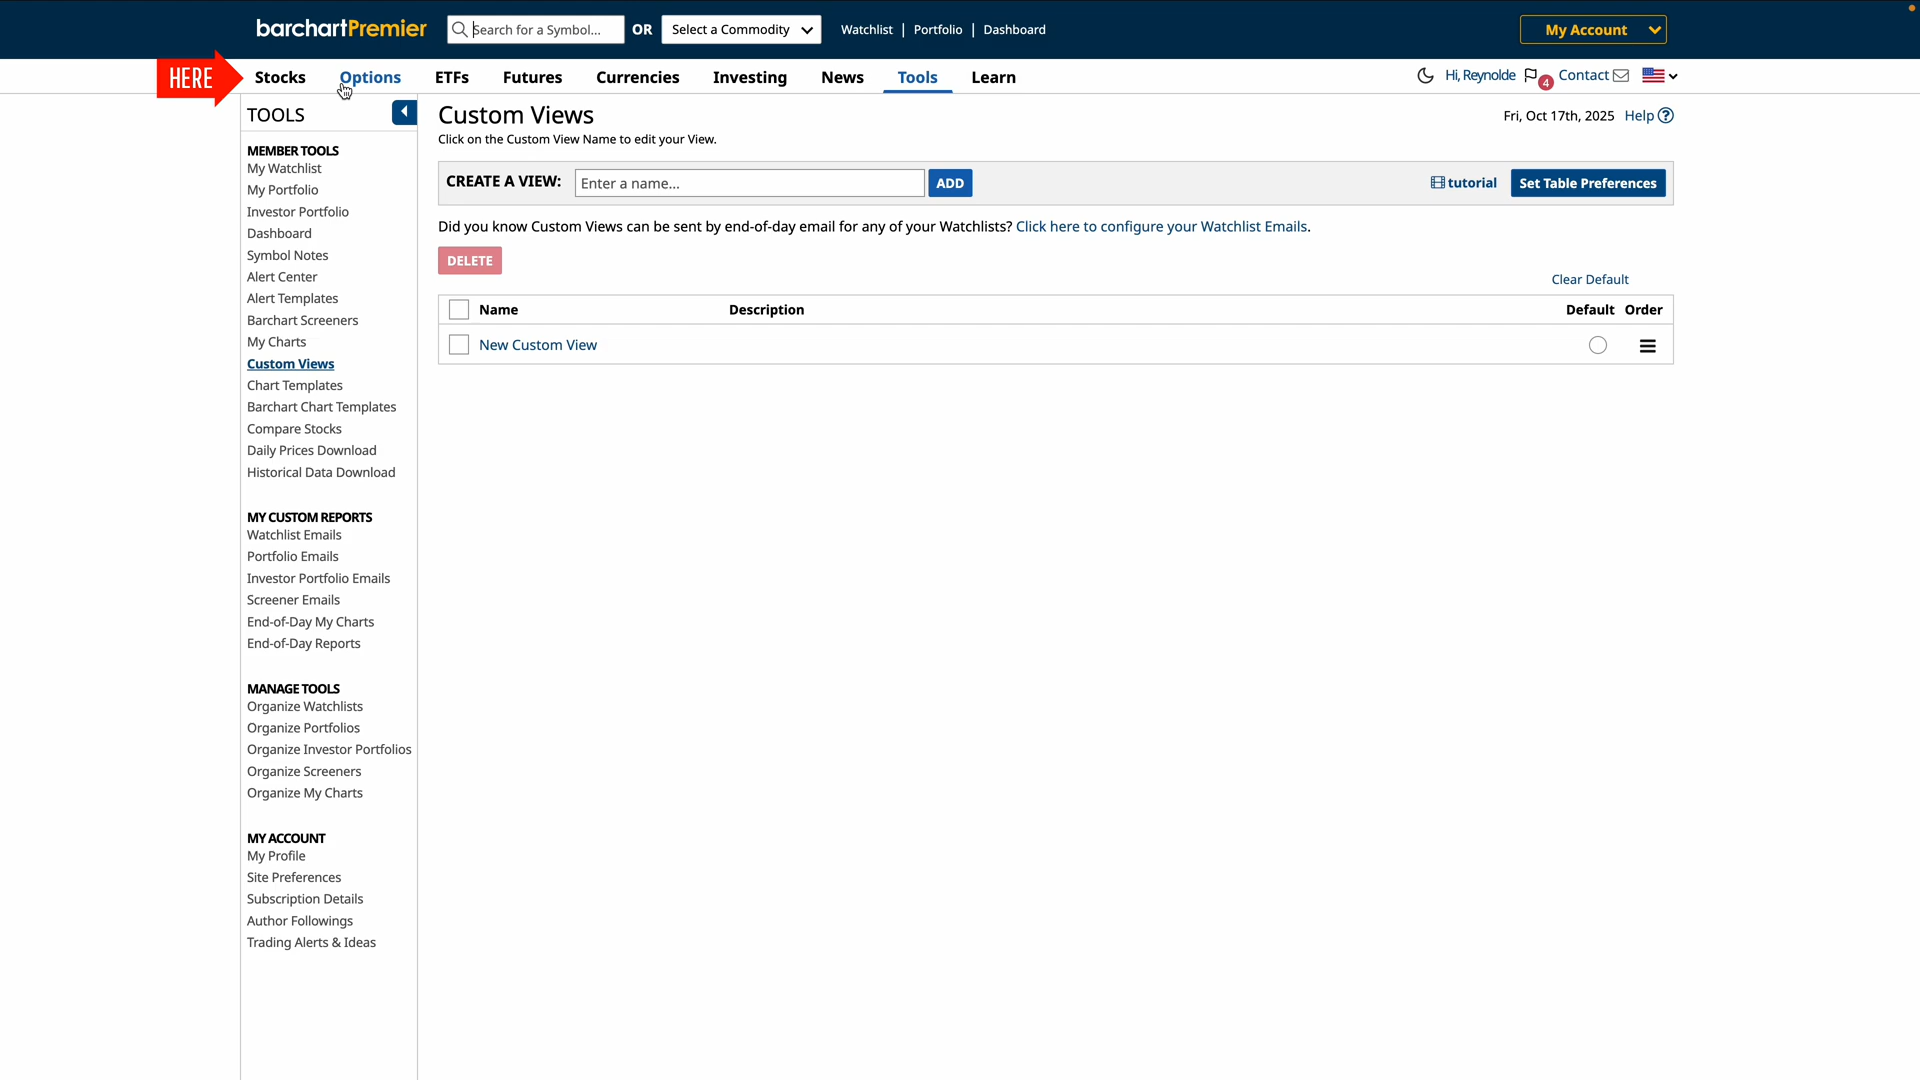 barchartPremier
Search for a Symbol...
OR
Select a Commodity
Watchlist | Portfolio | Dashboard
My Account
HERE
Stocks Options ETFs Futures Currencies Investing News Tools Learn
Hi, Reynolde
4
Contact
TOOLS
MEMBER TOOLS
My Watchlist
My Portfolio
Investor Portfolio
Dashboard
Symbol Notes
Alert Center
Alert Templates
Barchart Screeners
My Charts
Custom Views
Chart Templates
Barchart Chart Templates
Compare Stocks
Daily Prices Download
Historical Data Download
MY CUSTOM REPORTS
Watchlist Emails
Portfolio Emails
Investor Portfolio Emails
Screener Emails
End-of-Day My Charts
End-of-Day Reports
MANAGE TOOLS
Organize Watchlists
Organize Portfolios
Organize Investor Portfolios
Organize Screeners
Organize My Charts
MY ACCOUNT
My Profile
Site Preferences
Subscription Details
Author Followings
Trading Alerts & Ideas
Custom Views
Fri, Oct 17th, 2025 Help ?
Click on the Custom View Name to edit your View.
CREATE A VIEW: Enter a name... ADD tutorial Set Table Preferences
Did you know Custom Views can be sent by end-of-day email for any of your Watchlists? Click here to configure your Watchlist Emails.
DELETE
Clear Default
Name Description Default Order
New Custom View